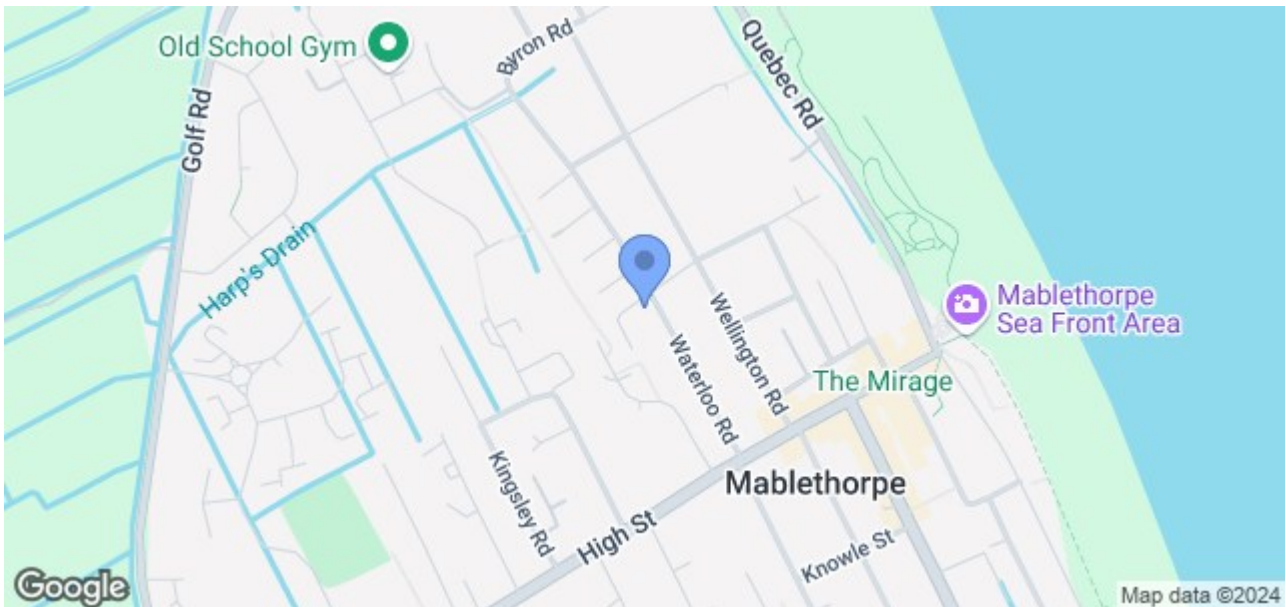 Old School Gym
Byron Rd
Quebec Rd
Golf Rd
Harp's Drain
Mablethorpe
Sea Front Area
Wellington Rd
Waterloo Rd
The Mirage
Kingsley Rd
Mablethorpe
High St
Knowle St
Google
Map data ©2024